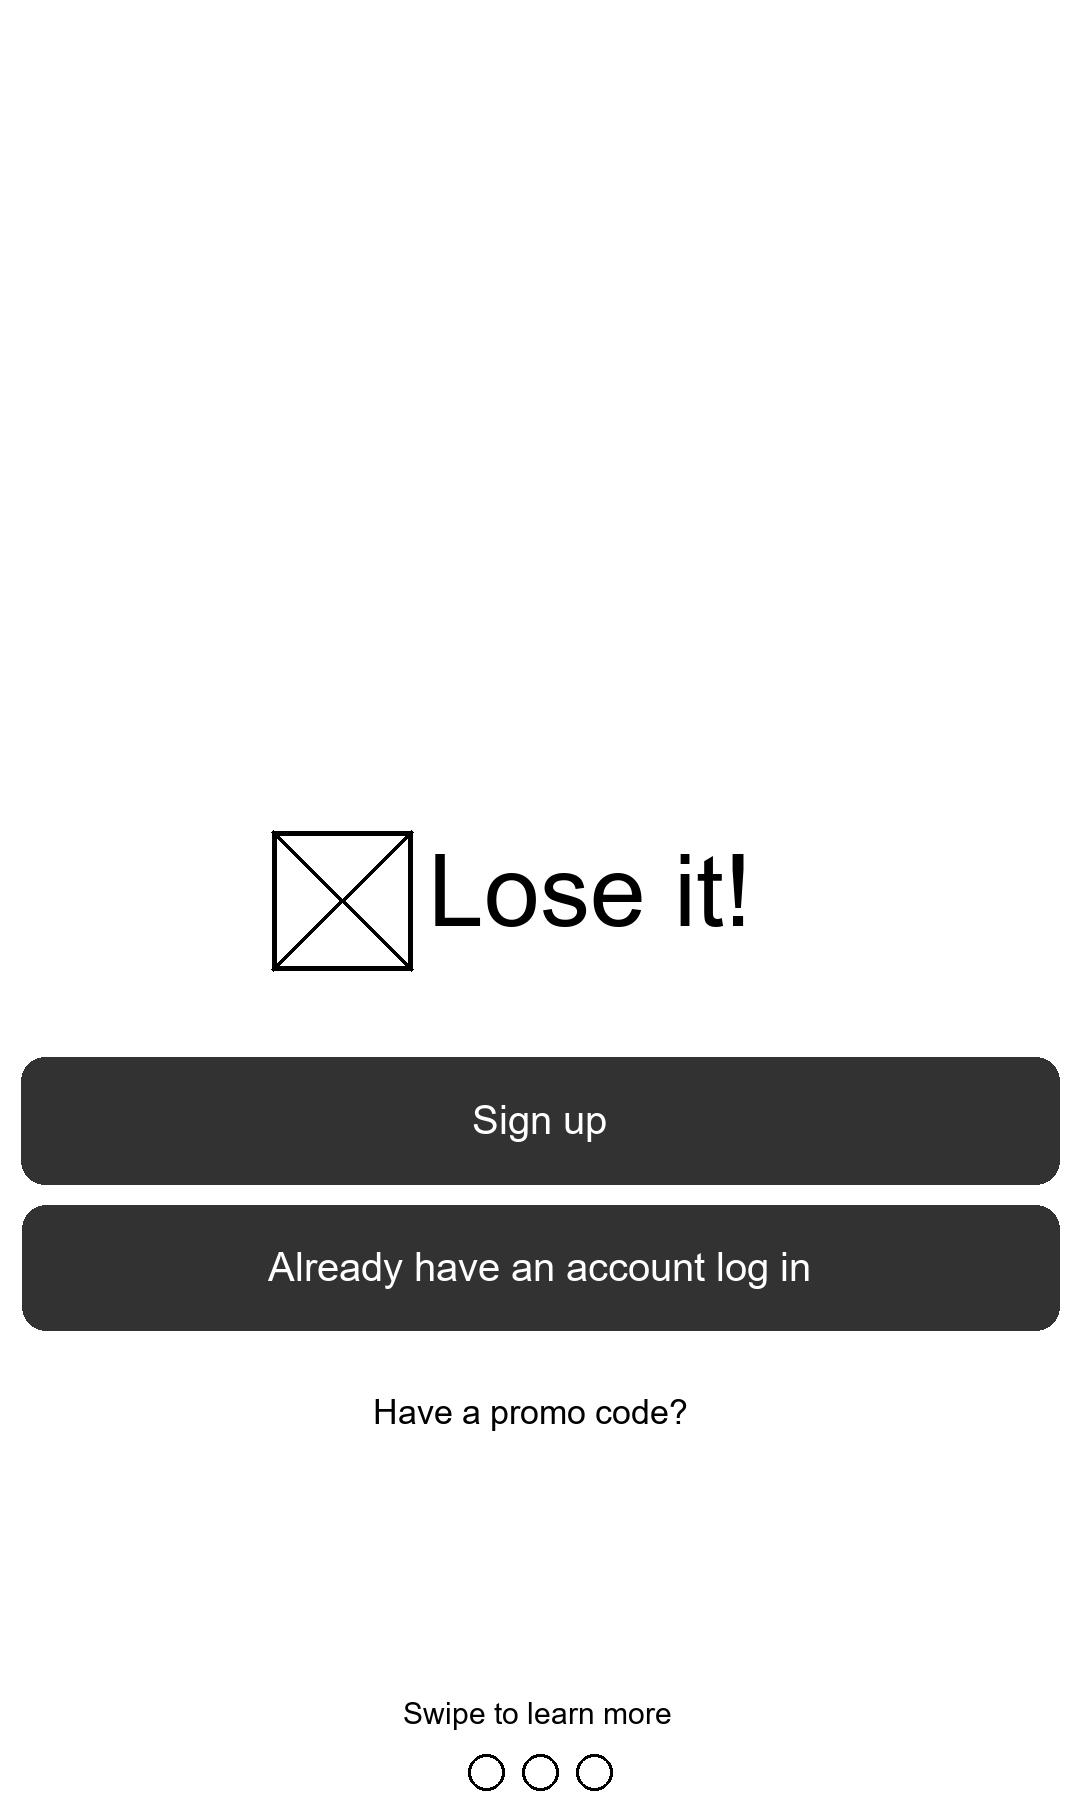 Lose it!
Sign up
Already have an account log in
Have a promo code?
Swipe to learn more